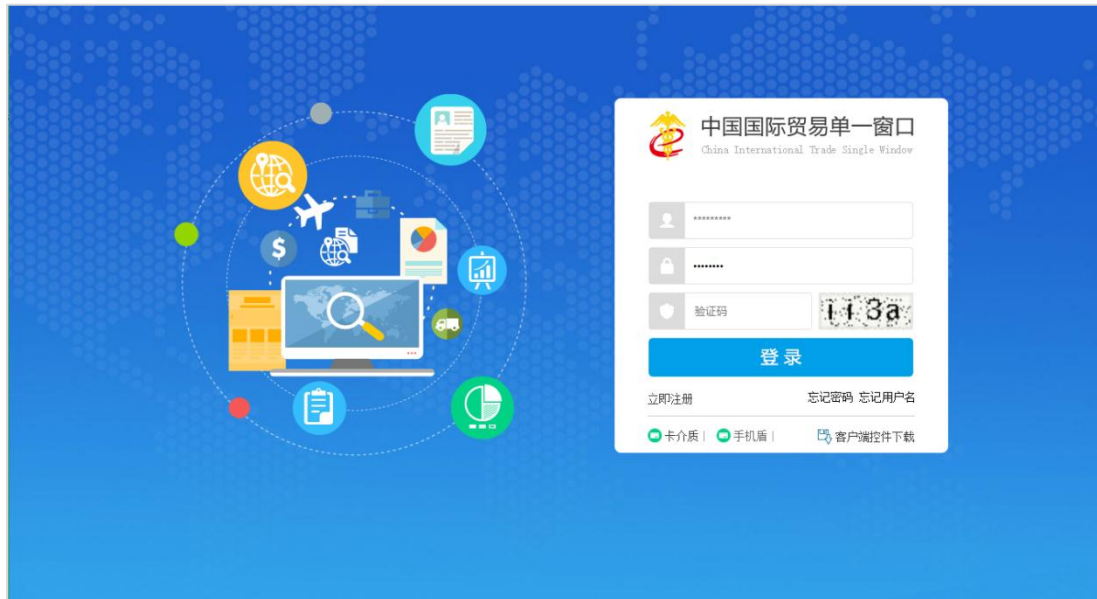 中国国际贸易单一窗口
China International Trade Single Window
*********
••••••••
验证码
登录
立即注册 忘记密码 忘记用户名
卡介质| 手机盾| 客户端控件下载